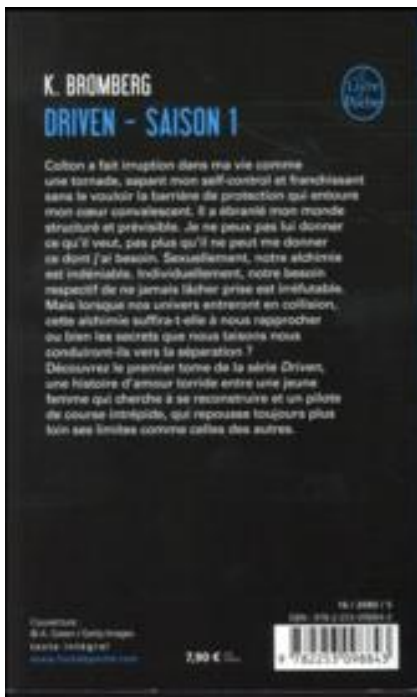 K. BROMBERG
Le Livre
de
Poche
DRIVEN - SAISON 1
Colton a fait irruption dans ma vie comme
une tornade, sapant mon self-control et franchissant
sans le vouloir la barrière de protection qui entoure
mon cœur convalescent. Il a ébranlé mon monde
structuré et prévisible. Je ne peux pas lui donner
ce qu'il veut, pas plus qu'il ne peut me donner
ce dont j'ai besoin. Sexuellement, notre alchimie
est indéniable. Individuellement, notre besoin
respectif de ne jamais lâcher prise est irréfutable.
Mais lorsque nos univers entreront en collision,
cette alchimie suffira-t-elle à nous rapprocher
ou bien les secrets que nous taisons nous
conduiront-ils vers la séparation ?
Découvrez le premier tome de la série Driven,
une histoire d'amour torride entre une jeune
femme qui cherche à se reconstruire et un pilote
de course intrépide, qui repousse toujours plus
loin ses limites comme celles des autres.
Couverture :
/ Getty Images
texte intégral
7,90 €
9 782253 098843